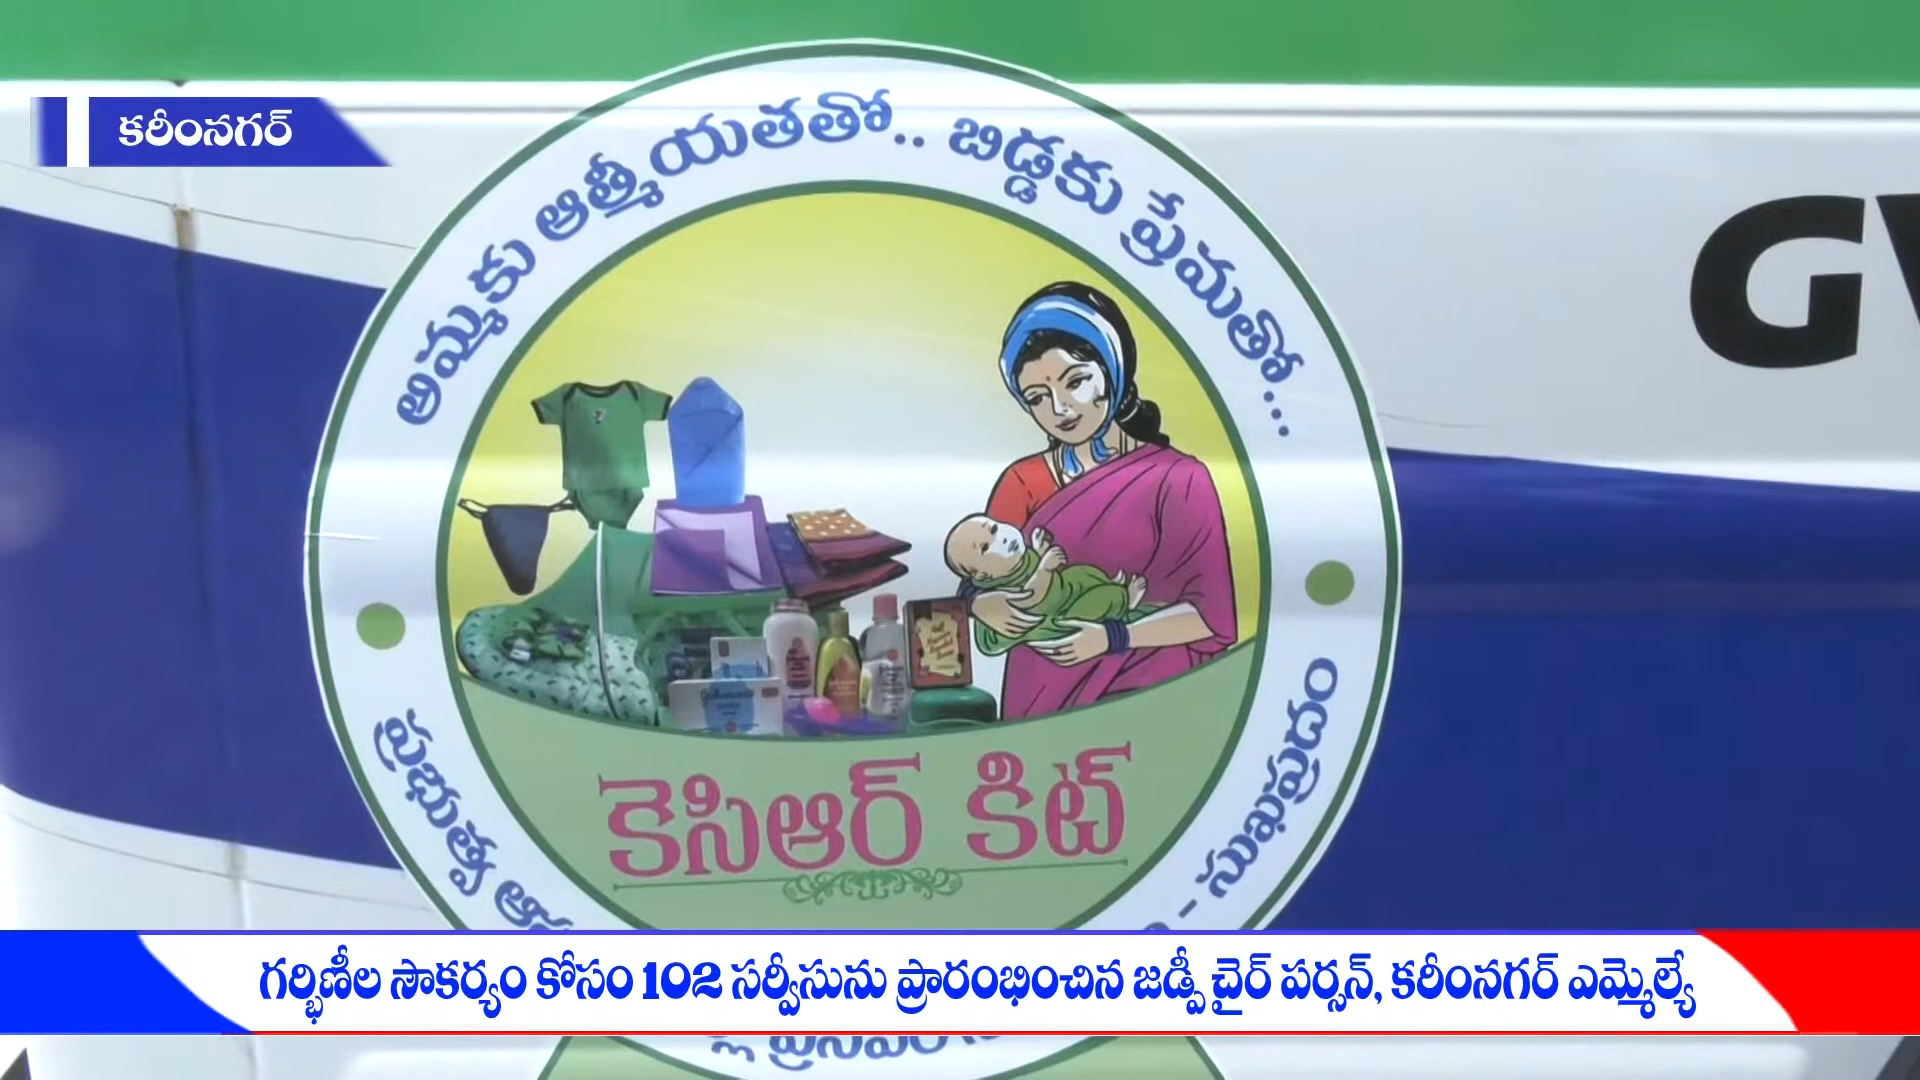 కరీంనగర్
అమ్మకు ఆత్మీయతతో.. బిడ్డకు ప్రేమతో...
GV
కెసిఆర్ కిట్
ప్రభుత్వ
- సుఖప్రదం
గర్భిణీల సౌకర్యం కోసం 102 సర్వీసును ప్రారంభించిన జడ్పీ చైర్ పర్సన్, కరీంనగర్ ఎమ్మెల్యే